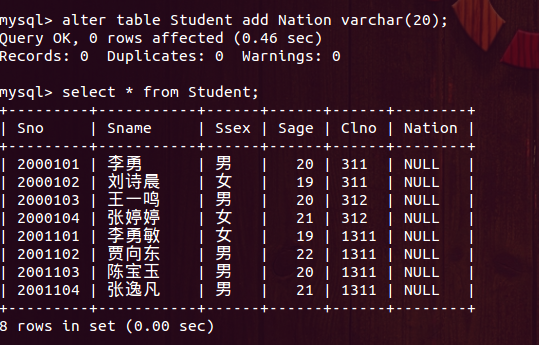 mysql> alter table Student add Nation varchar(20);
Query OK, 0 rows affected (0.46 sec)
Records: 0  Duplicates: 0  Warnings: 0

mysql> select * from Student;
+---------+-----------+------+------+------+--------+
| Sno     | Sname     | Ssex | Sage | Clno | Nation |
+---------+-----------+------+------+------+--------+
| 2000101 | 李勇      | 男   |   20 | 311  | NULL   |
| 2000102 | 刘诗晨    | 女   |   19 | 311  | NULL   |
| 2000103 | 王一鸣    | 男   |   20 | 312  | NULL   |
| 2000104 | 张婷婷    | 女   |   21 | 312  | NULL   |
| 2001101 | 李勇敏    | 女   |   19 | 1311 | NULL   |
| 2001102 | 贾向东    | 男   |   22 | 1311 | NULL   |
| 2001103 | 陈宝玉    | 男   |   20 | 1311 | NULL   |
| 2001104 | 张逸凡    | 男   |   21 | 1311 | NULL   |
+---------+-----------+------+------+------+--------+
8 rows in set (0.00 sec)